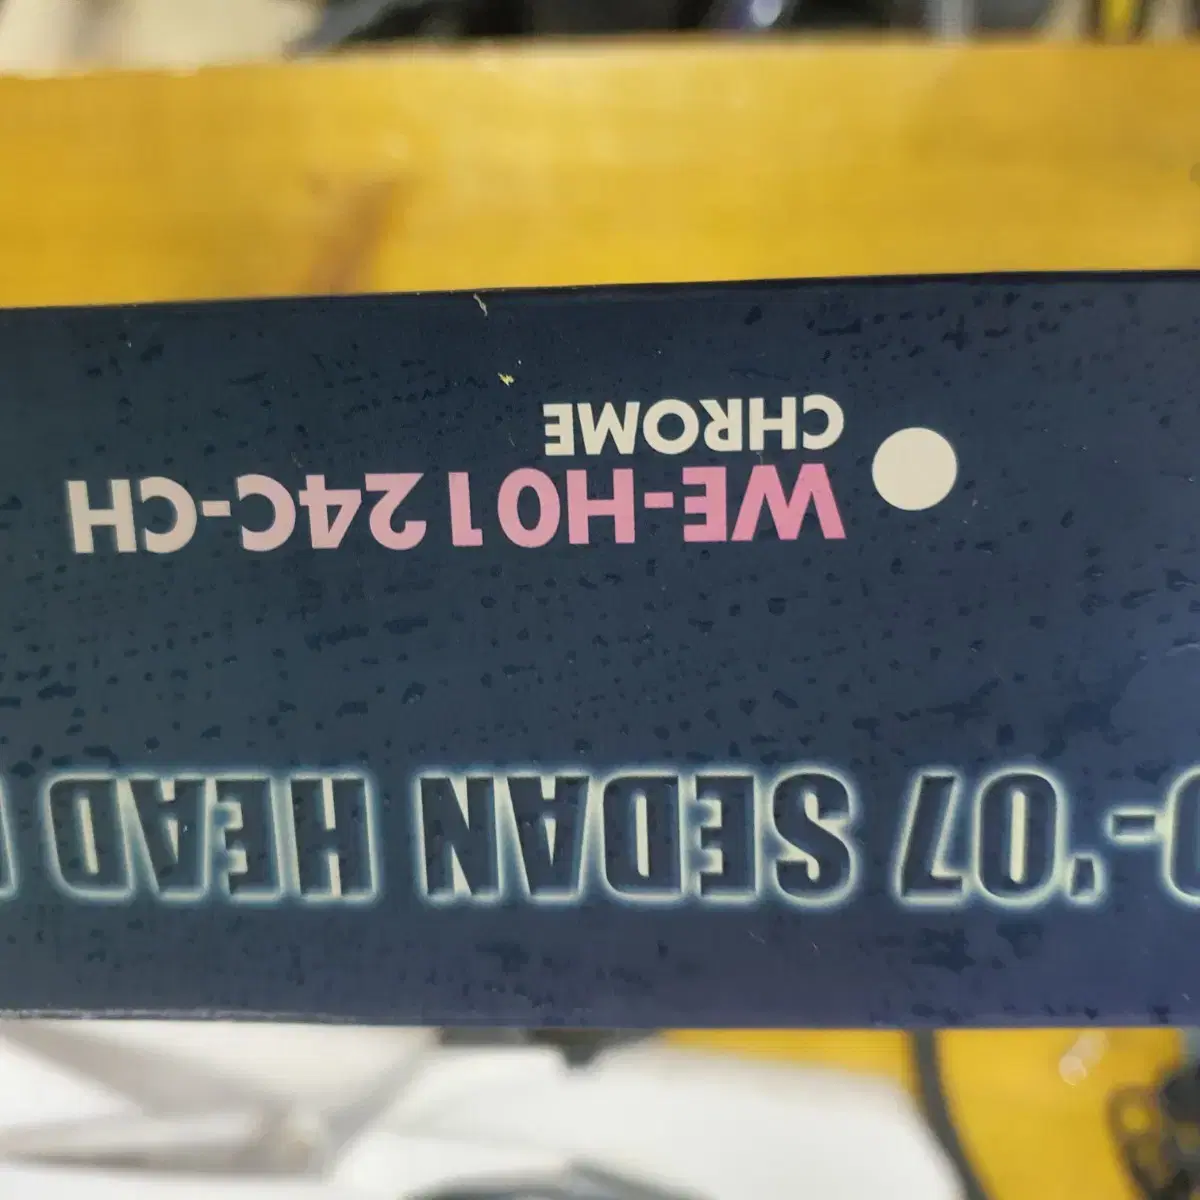 -'07 SEDAN HEAD
WE-H0124C-CH
CHROME